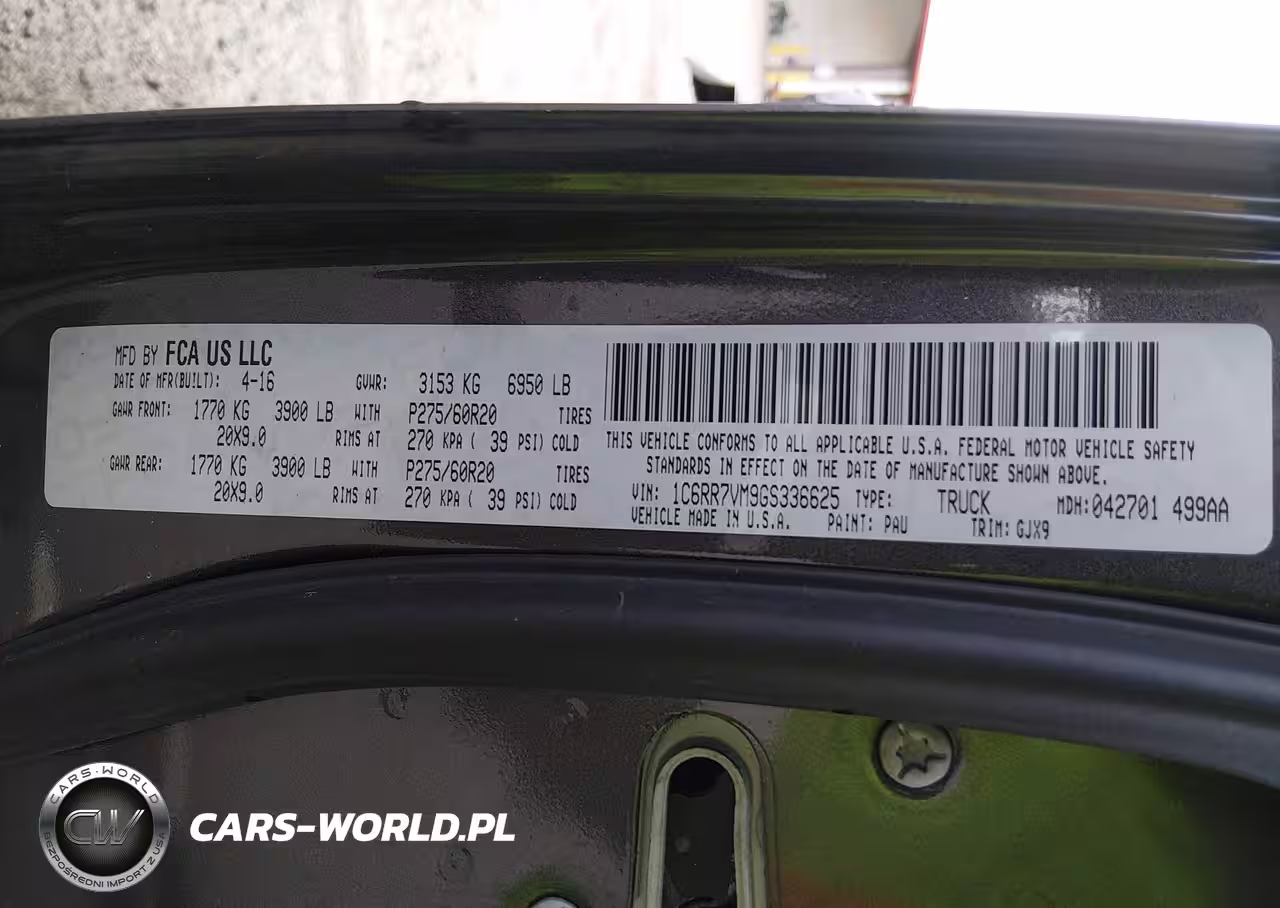 MFD BY FCA US LLC
DATE OF MFR(BUILT): 4-16 GVWR: 3153 KG 6950 LB
GAWR FRONT: 1770 KG 3900 LB WITH P275/60R20 TIRES
20X9.0 RIMS AT 270 KPA ( 39 PSI) COLD
GAWR REAR: 1770 KG 3900 LB WITH P275/60R20 TIRES
20X9.0 RIMS AT 270 KPA ( 39 PSI) COLD
THIS VEHICLE CONFORMS TO ALL APPLICABLE U.S.A. FEDERAL MOTOR VEHICLE SAFETY
STANDARDS IN EFFECT ON THE DATE OF MANUFACTURE SHOWN ABOVE.
VIN: 1C6RR7VM9GS336625 TYPE: TRUCK MDH:042701 499AA
VEHICLE MADE IN U.S.A. PAINT: PAU TRIM: GJX9
CARS-WORLD
CW
BEZPOŚREDNI IMPORT Z USA
CARS-WORLD.PL